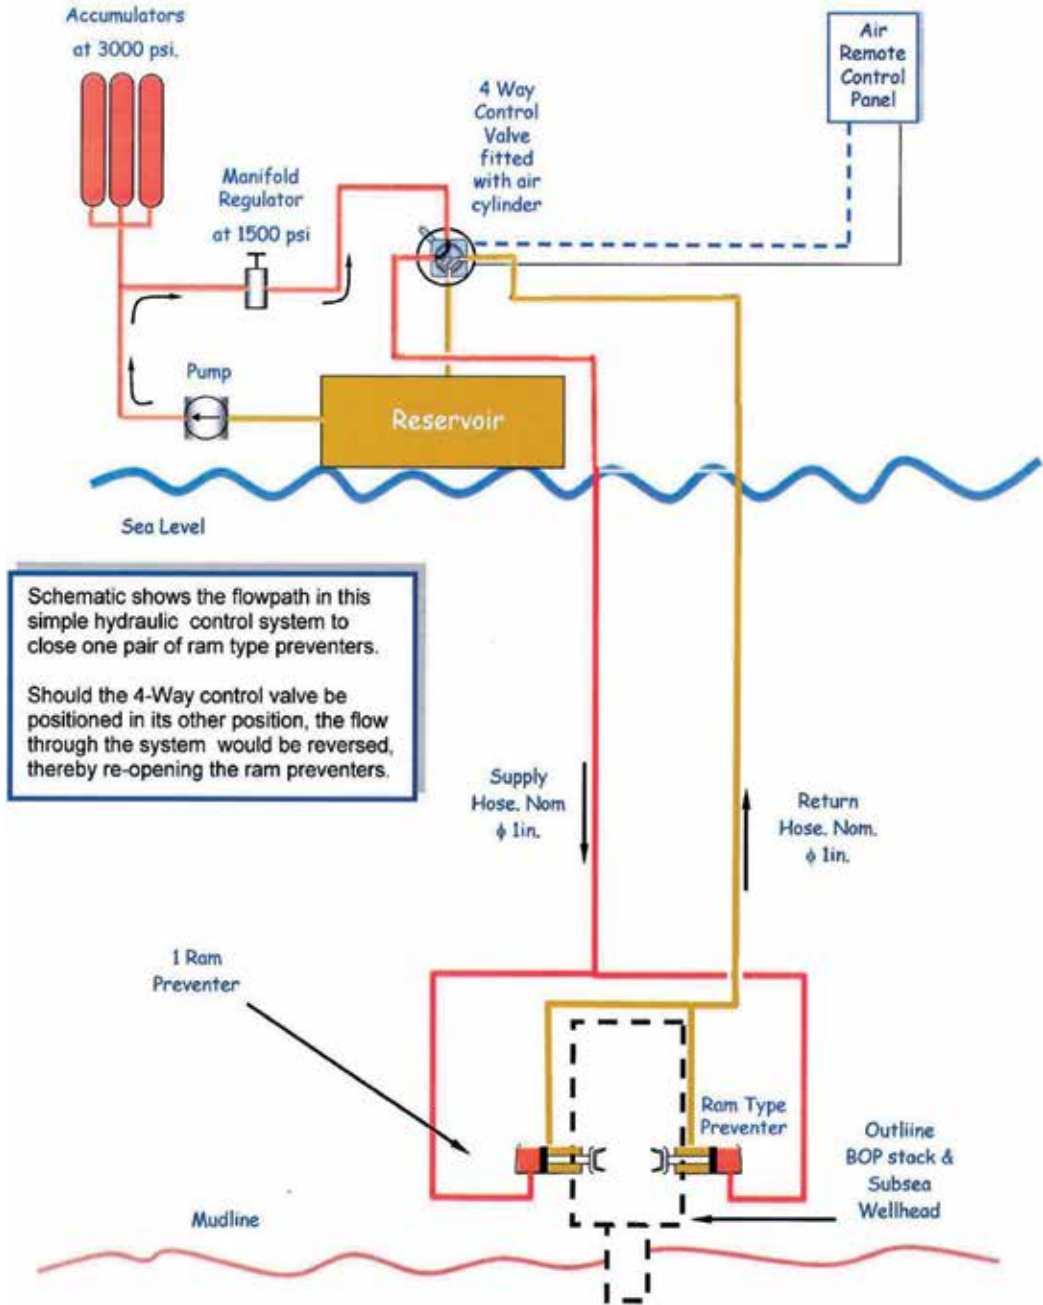 Accumulators
at 3000 psi.
Air
Remote
Control
Panel
4 Way
Control
Valve
fitted
with air
cylinder
Manifold
Regulator
at 1500 psi
Pump
Reservoir
Sea Level
Schematic shows the flowpath in this
simple hydraulic control system to
close one pair of ram type preventers.
Should the 4-Way control valve be
positioned in its other position, the flow
through the system would be reversed,
thereby re-opening the ram preventers.
Supply
Hose. Nom
ϕ 1in.
Return
Hose. Nom.
ϕ 1in.
1 Ram
Preventer
Ram Type
Preventer
Outliine
BOP stack &
Subsea
Wellhead
Mudline